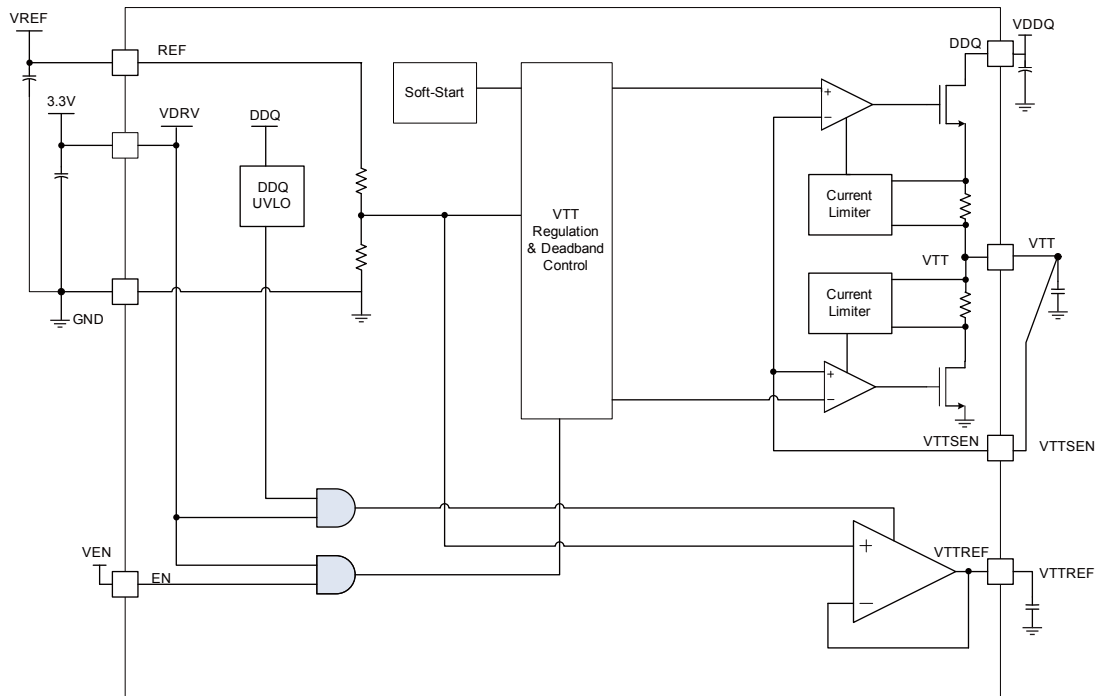 VREF
REF
3.3V
VDRV
DDQ
DDQ
UVLO
GND
Soft-Start
VTT
Regulation
& Deadband
Control
DDQ
VDDQ
+
−
Current
Limiter
VTT
VTT
Current
Limiter
+
−
VTTSEN
VTTSEN
VEN
EN
+
−
VTTREF
VTTREF